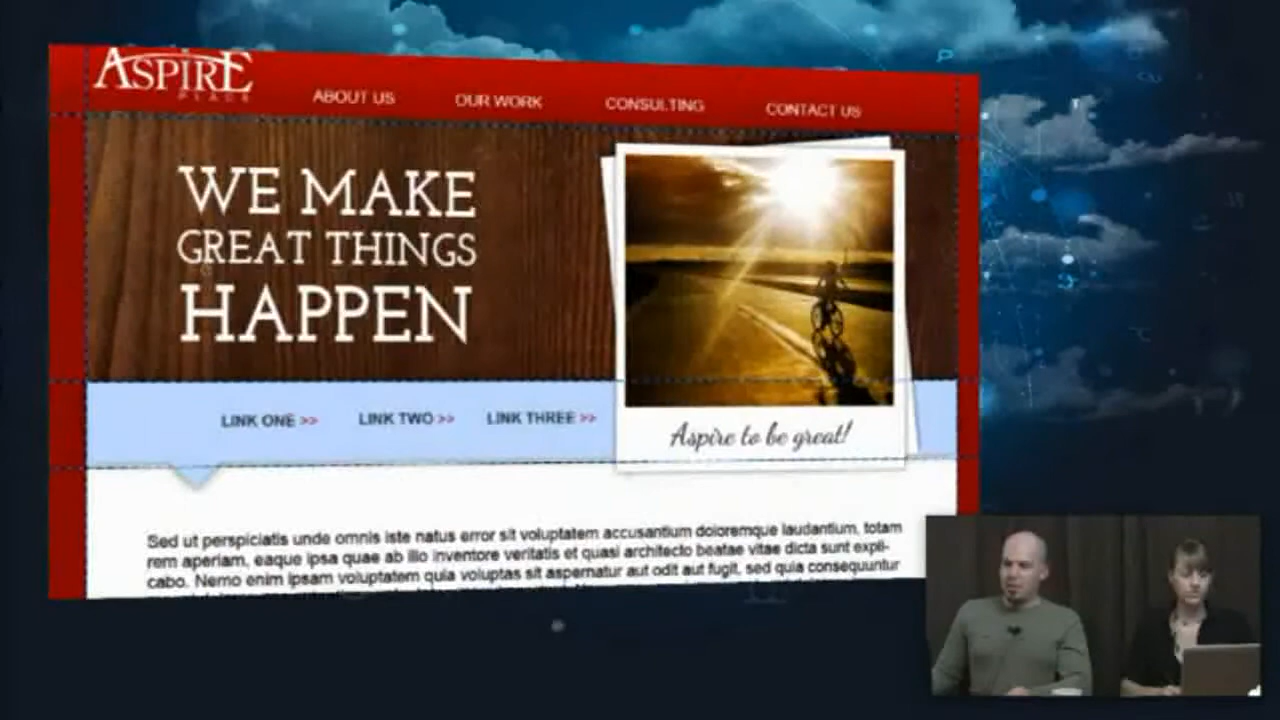 ASPIRE
ABOUT US
OUR WORK
CONSULTING
CONTACT US
WE MAKE
GREAT THINGS
HAPPEN
LINK ONE >>
LINK TWO >>
LINK THREE >>
Aspire to be great!
Sed ut perspiciatis unde omnis iste natus error sit voluptatem accusantium doloremque laudantium, totam
rem aperiam, eaque ipsa quae ab illo inventore veritatis et quasi architecto beatae vitae dicta sunt expli-
cabo. Nemo enim ipsam voluptatem quia voluptas sit aspernatur aut odit aut fugit, sed quia consequuntur